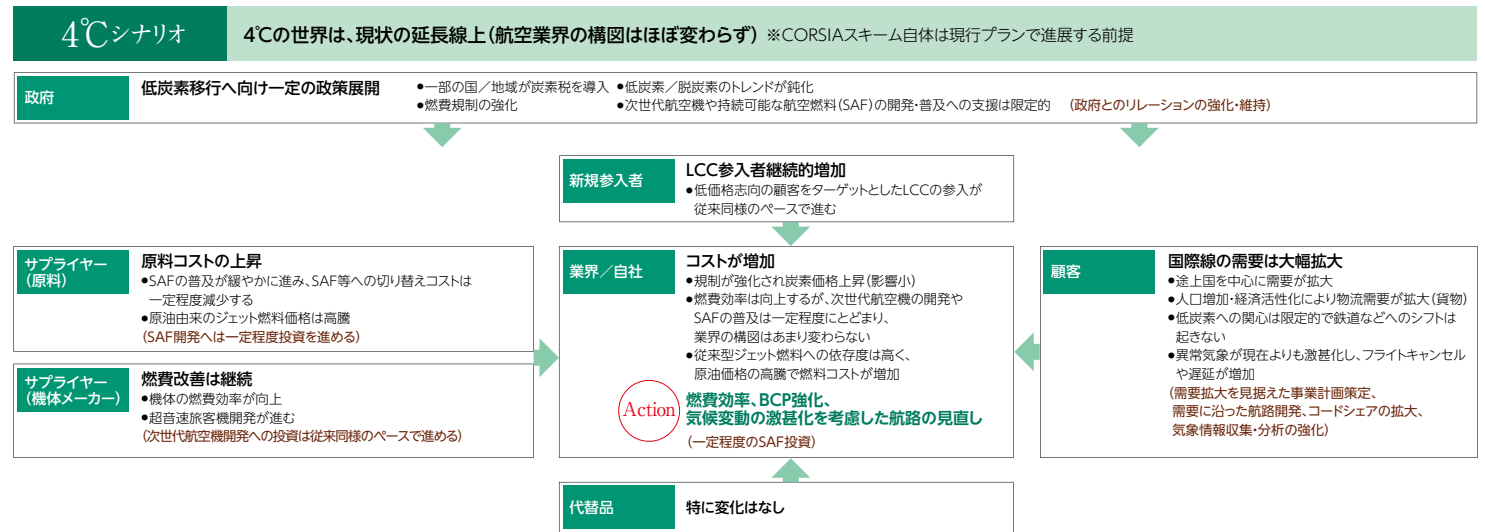 4℃シナリオ
4℃の世界は、現状の延長線上（航空業界の構図はほぼ変わらず） ※CORSIAスキーム自体は現行プランで進展する前提
政府
低炭素移行へ向け一定の政策展開
●一部の国／地域が炭素税を導入 ●低炭素／脱炭素のトレンドが鈍化
●燃費規制の強化 ●次世代航空機や持続可能な航空燃料（SAF）の開発・普及への支援は限定的 （政府とのリレーションの強化・維持）
新規参入者
LCC参入者継続的増加
●低価格志向の顧客をターゲットとしたLCCの参入が
従来同様のペースで進む
サプライヤー
（原料）
原料コストの上昇
●SAFの普及が緩やかに進み、SAF等への切り替えコストは
一定程度減少する
●原油由来のジェット燃料価格は高騰
（SAF開発へは一定程度投資を進める）
サプライヤー
（機体メーカー）
燃費改善は継続
●機体の燃費効率が向上
●超音速旅客機開発が進む
（次世代航空機開発への投資は従来同様のペースで進める）
業界／自社
コストが増加
●規制が強化され炭素価格上昇（影響小）
●燃費効率は向上するが、次世代航空機の開発や
SAFの普及は一定程度にとどまり、
業界の構図はあまり変わらない
●従来型ジェット燃料への依存度は高く、
原油価格の高騰で燃料コストが増加
Action
燃費効率、BCP強化、
気候変動の激甚化を考慮した航路の見直し
（一定程度のSAF投資）
顧客
国際線の需要は大幅拡大
●途上国を中心に需要が拡大
●人口増加・経済活性化により物流需要が拡大（貨物）
●低炭素への関心は限定的で鉄道などへのシフトは
起きない
●異常気象が現在よりも激甚化し、フライトキャンセル
や遅延が増加
（需要拡大を見据えた事業計画策定、
需要に沿った航路開発、コードシェアの拡大、
気象情報収集・分析の強化）
代替品
特に変化はなし